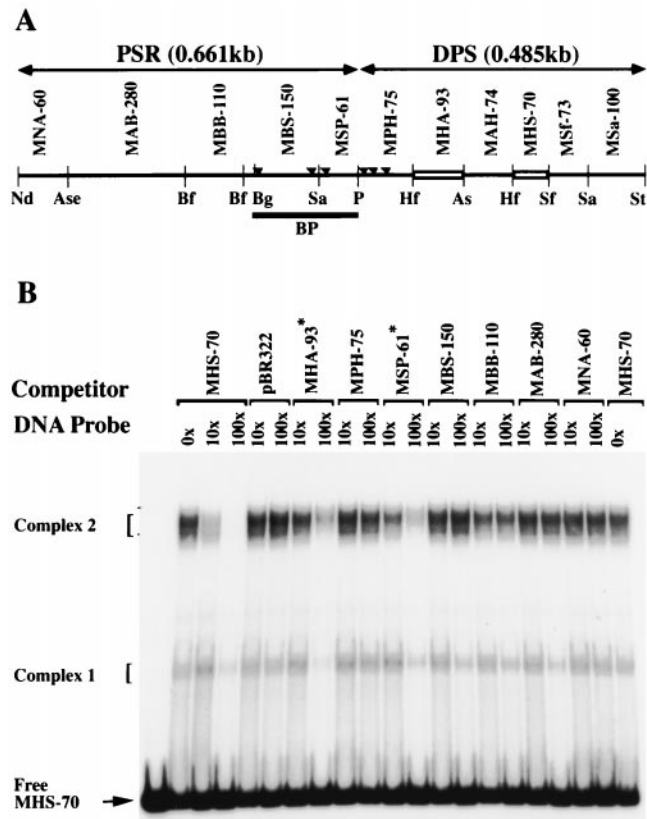 A
PSR (0.661kb) DPS (0.485kb)
MNA-60 MAB-280 MBB-110 MBS-150 MSP-61 MPH-75 MHA-93 MAH-74 MHS-70 MSf-73 MSa-100
Nd Ase Bf Bf Bg Sa P Hf As Hf Sf Sa St
BP
B
MHS-70 pBR322 MHA-93* MPH-75 MSP-61* MBS-150 MBB-110 MAB-280 MNA-60 MHS-70
Competitor
DNA Probe 0x 10x 100x 10x 100x 10x 100x 10x 100x 10x 100x 10x 100x 10x 100x 10x 100x 10x 100x 0x
Complex 2
Complex 1
Free
MHS-70